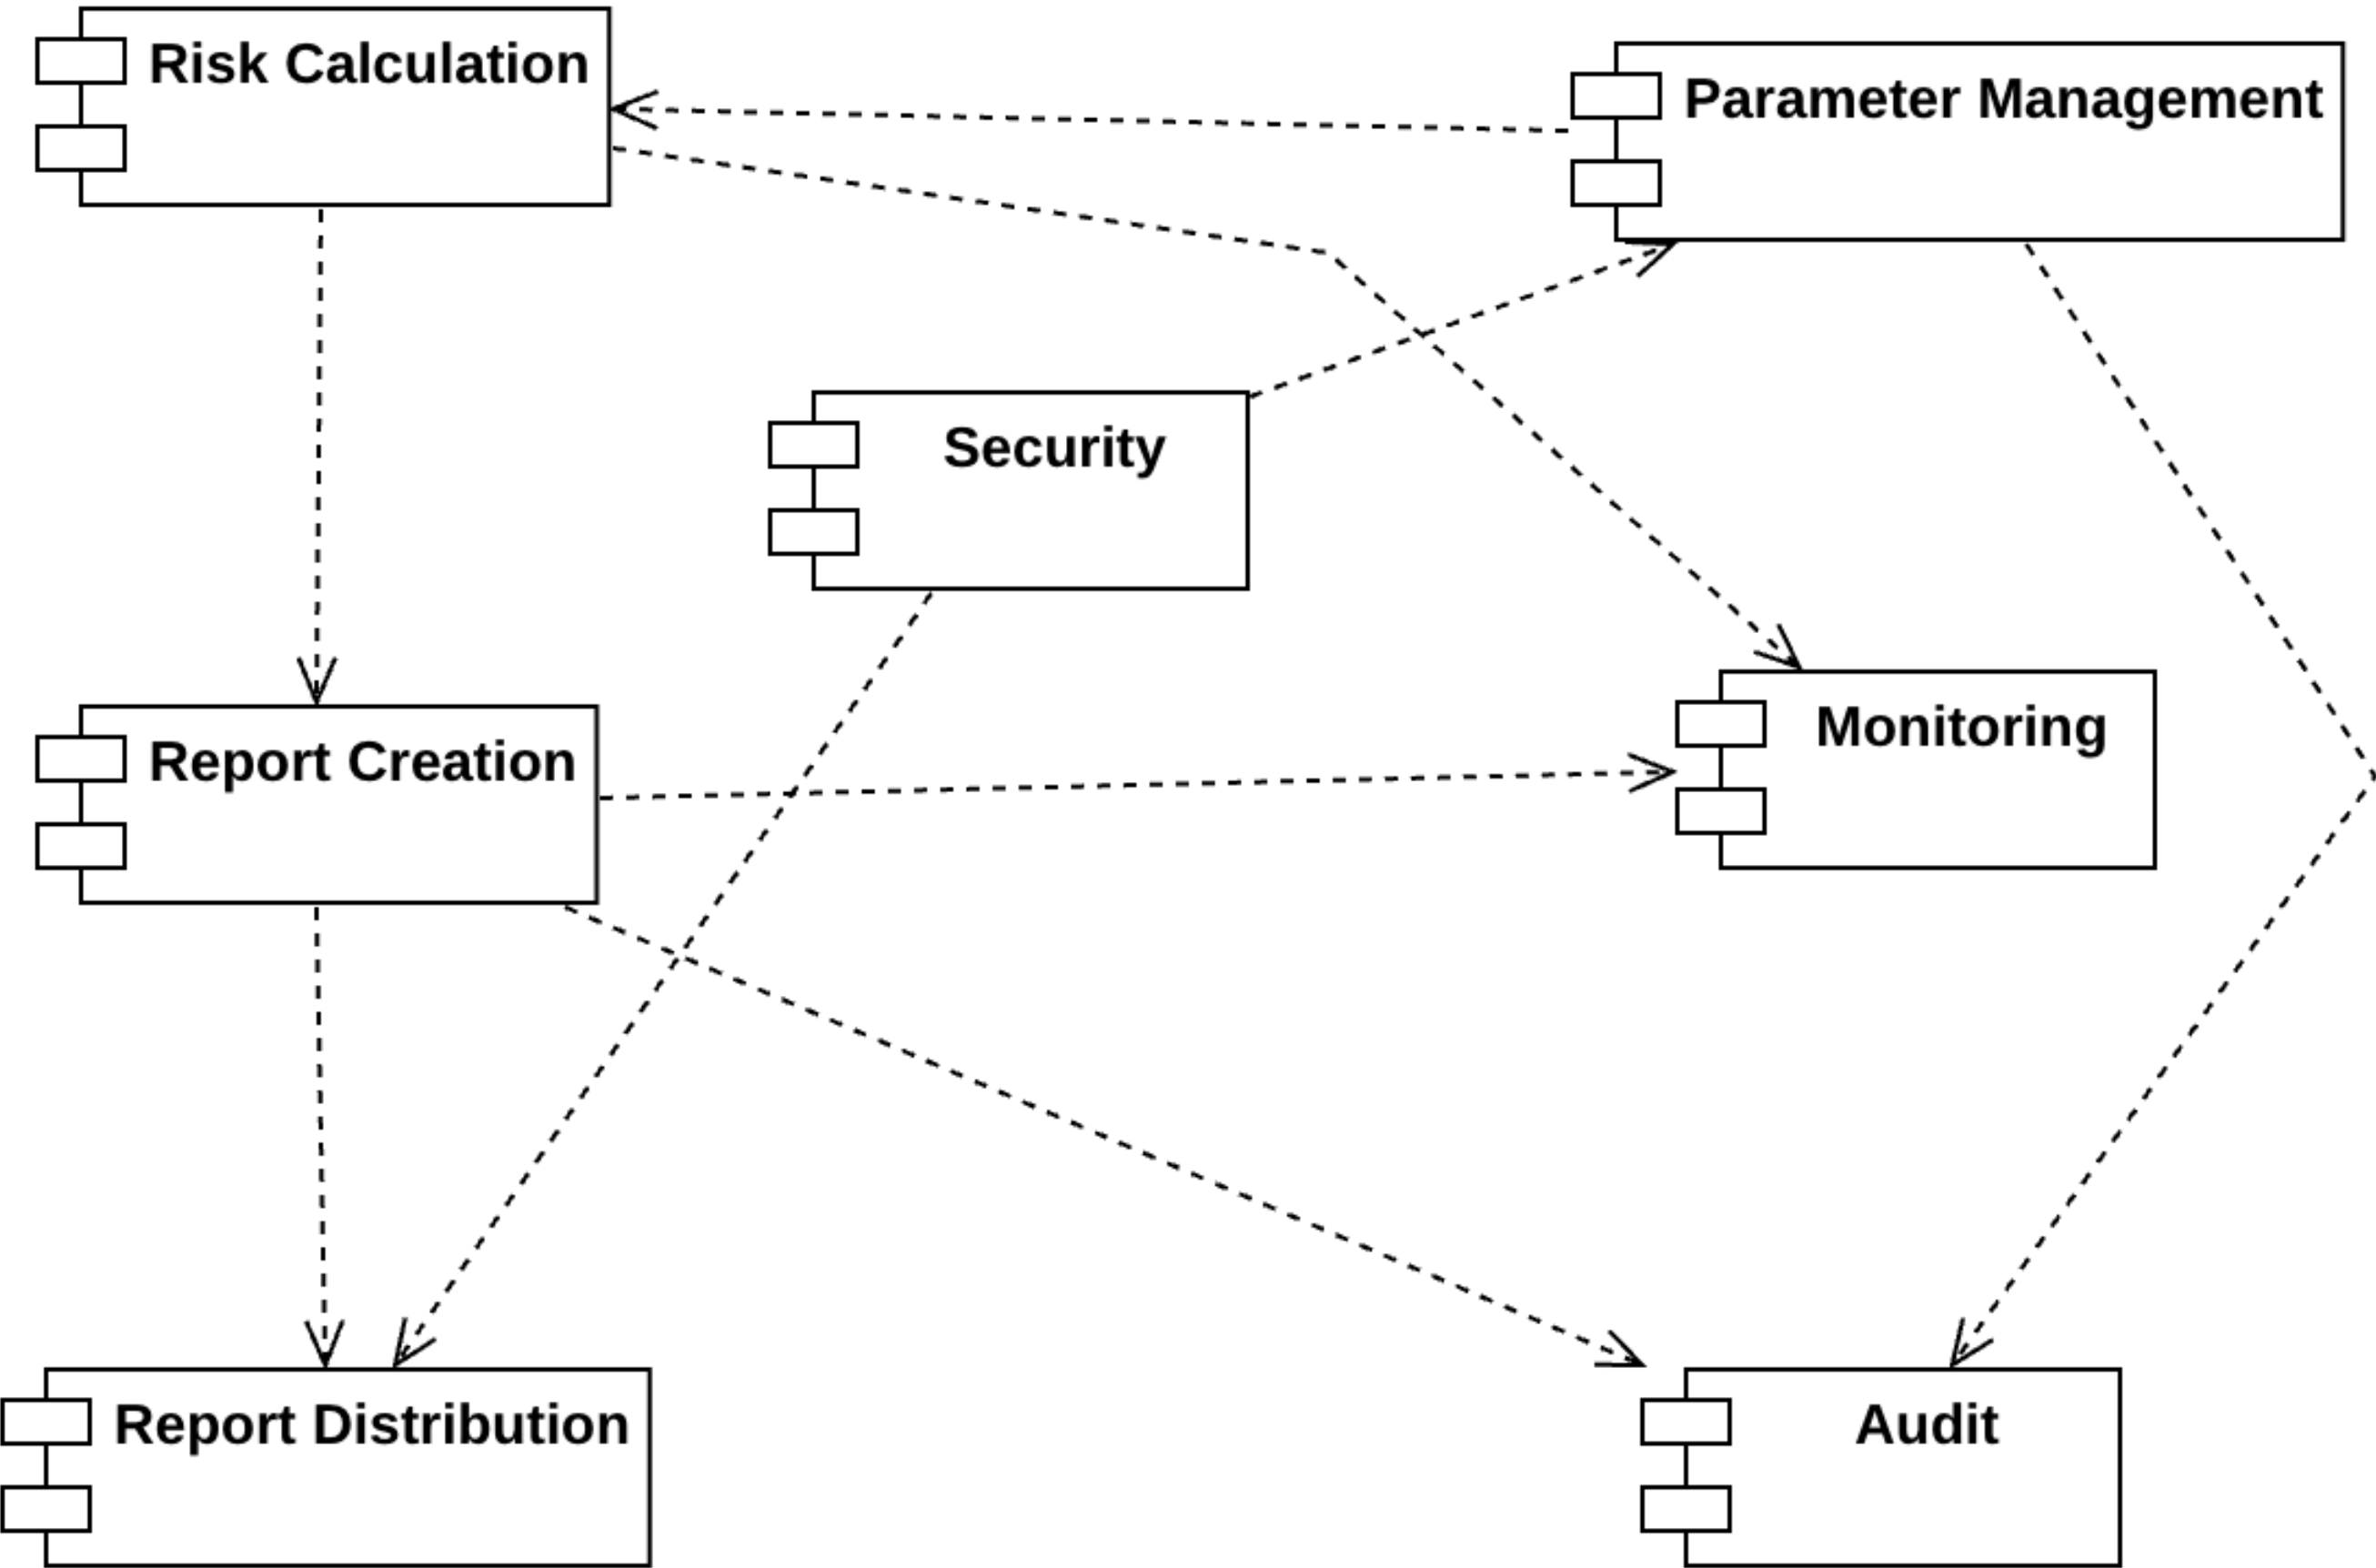 Risk Calculation
Parameter Management
Security
Report Creation
Monitoring
Report Distribution
Audit